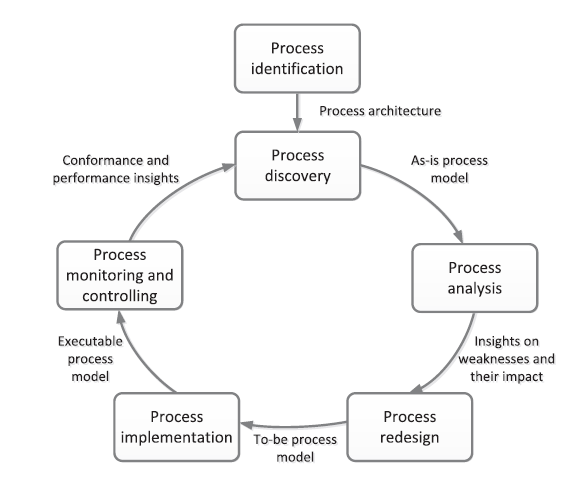 Process
identification
Process architecture
Process
discovery
As-is process
model
Process
analysis
Insights on
weaknesses and
their impact
Process
redesign
To-be process
model
Process
implementation
Executable
process
model
Process
monitoring and
controlling
Conformance and
performance insights